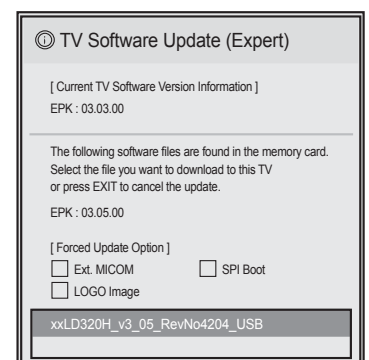 TV Software Update (Expert)
[ Current TV Software Version Information ]
EPK : 03.03.00
The following software files are found in the memory card.
Select the file you want to download to this TV
or press EXIT to cancel the update.
EPK : 03.05.00
[ Forced Update Option ]
Ext. MICOM SPI Boot
LOGO Image
xxLD320H_v3_05_RevNo4204_USB